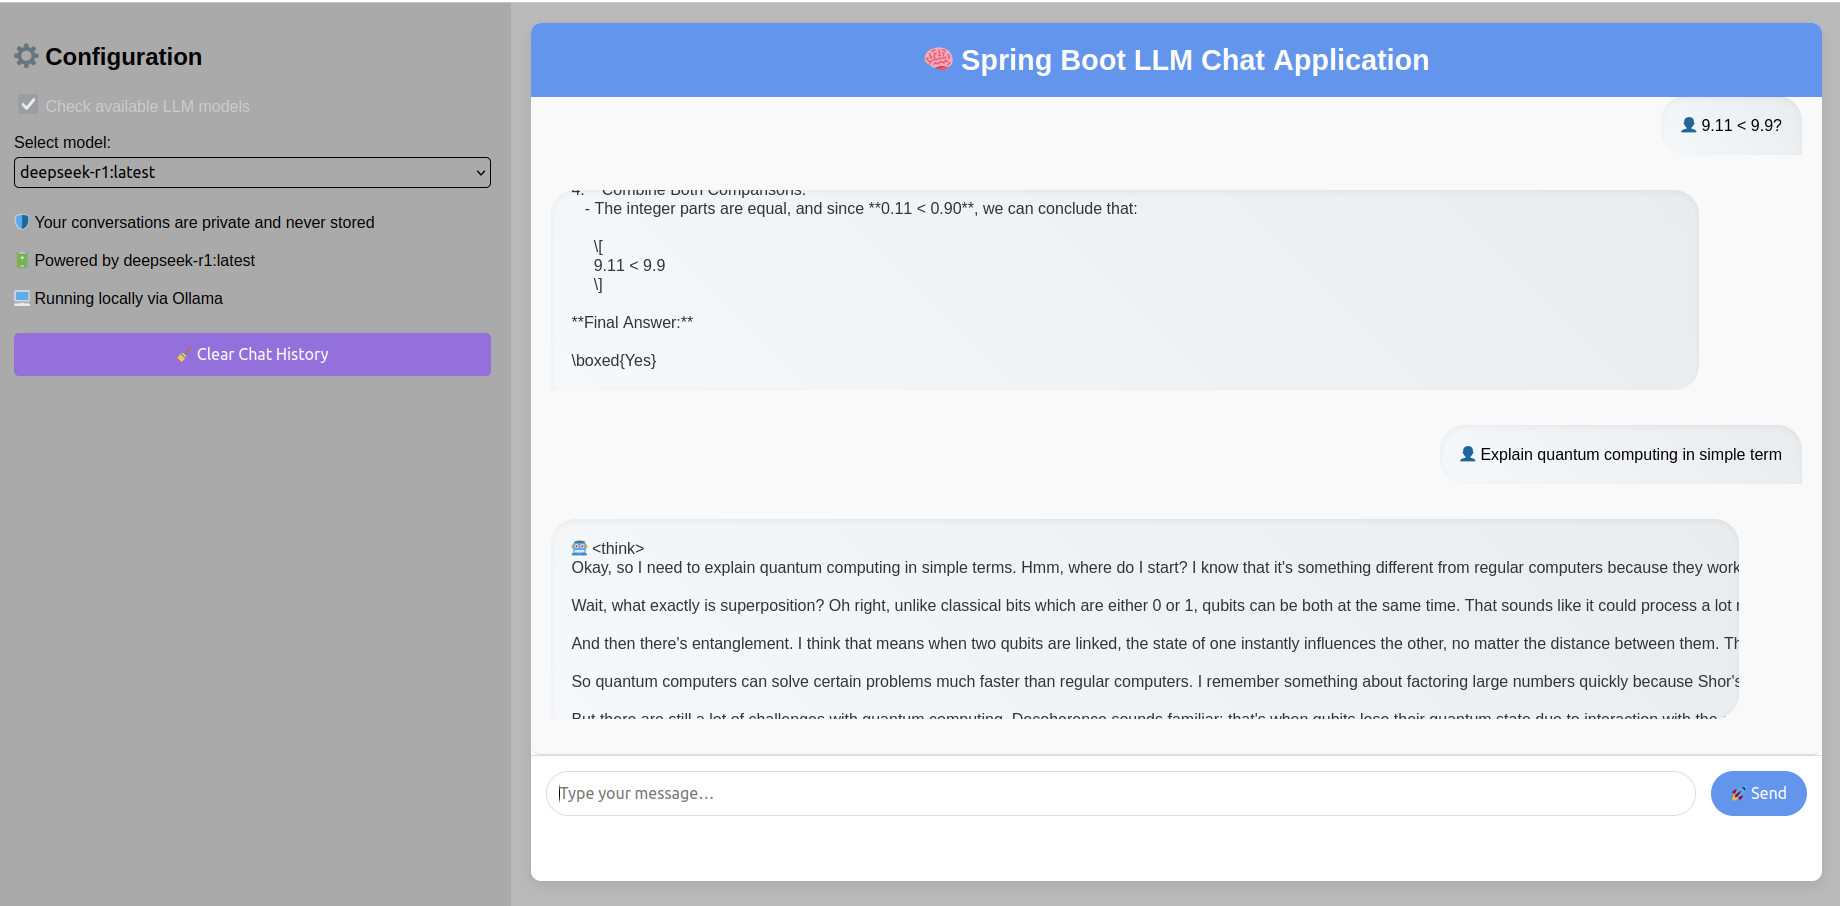 Configuration
Check available LLM models
Select model:
deepseek-r1:latest
Your conversations are private and never stored
Powered by deepseek-r1:latest
Running locally via Ollama
Clear Chat History
Spring Boot LLM Chat Application
9.11 < 9.9?
4. Combine Both Comparisons:
- The integer parts are equal, and since **0.11 < 0.90**, we can conclude that:
\[
9.11 < 9.9
\]
**Final Answer:**
\boxed{Yes}
Explain quantum computing in simple term
<think>
Okay, so I need to explain quantum computing in simple terms. Hmm, where do I start? I know that it's something different from regular computers because they work
Wait, what exactly is superposition? Oh right, unlike classical bits which are either 0 or 1, qubits can be both at the same time. That sounds like it could process a lot
And then there's entanglement. I think that means when two qubits are linked, the state of one instantly influences the other, no matter the distance between them.
So quantum computers can solve certain problems much faster than regular computers. I remember something about factoring large numbers quickly because Shor's
But there are still a lot of challenges with quantum computing. Decoherence sounds familiar; that's when qubits lose their quantum state due to interaction with the
Type your message...
Send